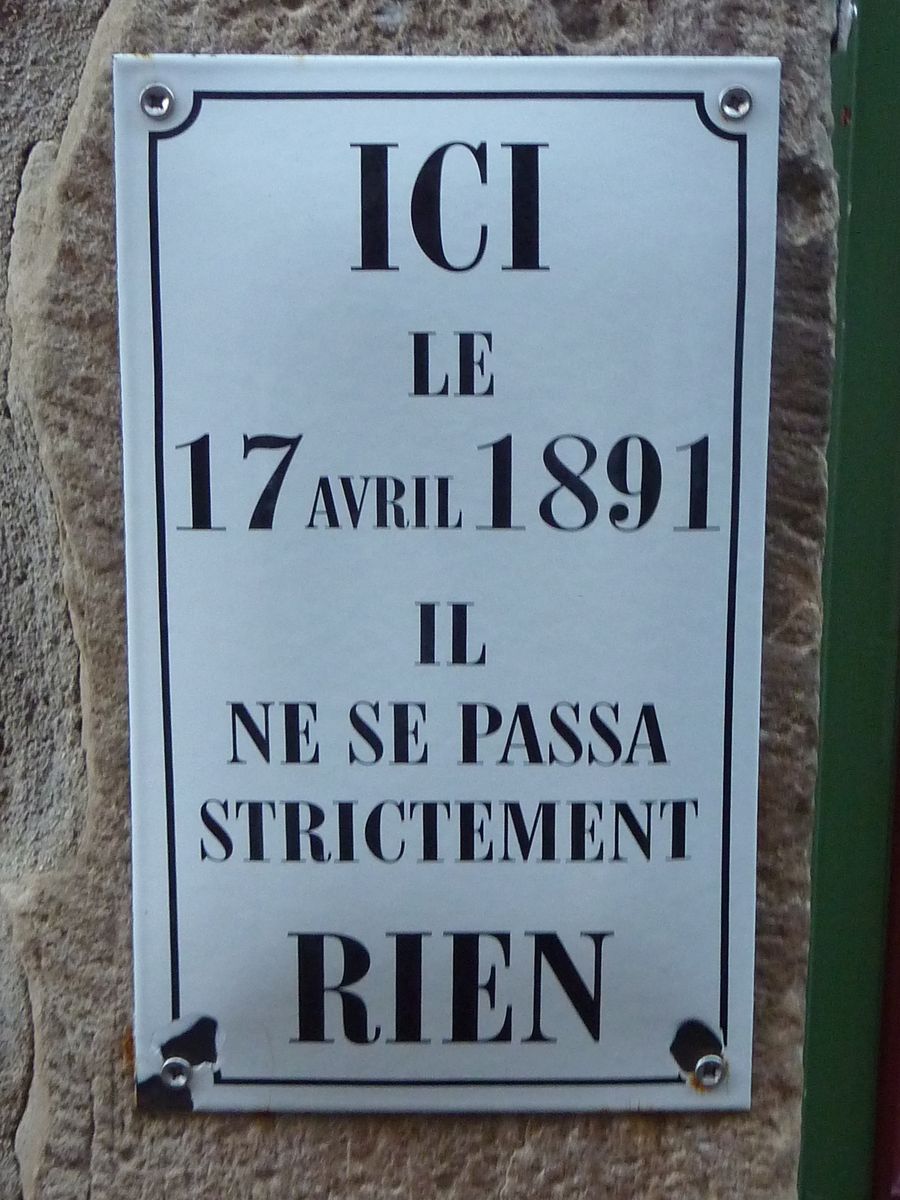 ICI
LE
17 AVRIL 1891
IL
NE SE PASSA
STRICTEMENT
RIEN